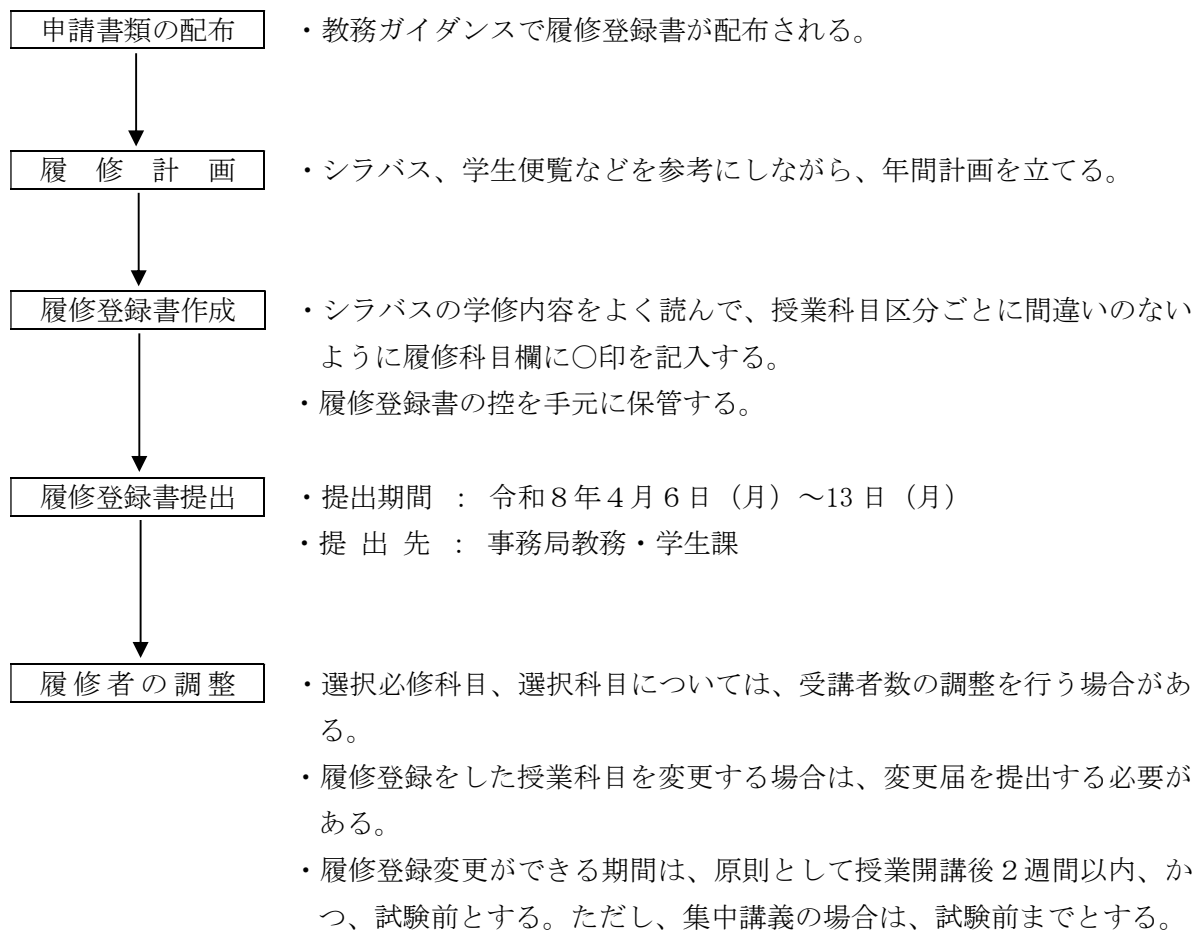 申請書類の配布 ・教務ガイダンスで履修登録書が配布される。
履　修　計　画 ・シラバス、学生便覧などを参考にしながら、年間計画を立てる。
履修登録書作成 ・シラバスの学修内容をよく読んで、授業科目区分ごとに間違いのない
ように履修科目欄に○印を記入する。
・履修登録書の控を手元に保管する。
履修登録書提出 ・提出期間 ： 令和８年４月６日（月）～13日（月）
・提 出 先 ： 事務局教務・学生課
履修者の調整 ・選択必修科目、選択科目については、受講者数の調整を行う場合があ
る。
・履修登録をした授業科目を変更する場合は、変更届を提出する必要が
ある。
・履修登録変更ができる期間は、原則として授業開講後２週間以内、か
つ、試験前とする。ただし、集中講義の場合は、試験前までとする。